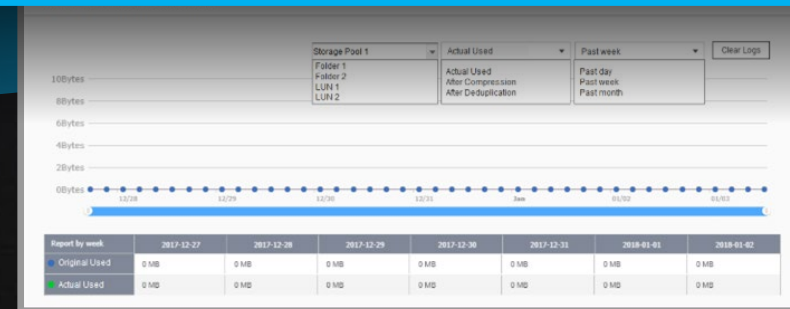 Storage Pool 1 Actual Used Past week Clear Logs
Folder 1
Folder 2
LUN 1
LUN 2
Actual Used
After Compression
After Deduplication
Past day
Past week
Past month
10Bytes
8Bytes
6Bytes
4Bytes
2Bytes
0Bytes
12/28 12/29 12/30 12/31 Jan 01/02 01/03
Report by week 2017-12-27 2017-12-28 2017-12-29 2017-12-30 2017-12-31 2018-01-01 2018-01-02
Original Used 0 MB 0 MB 0 MB 0 MB 0 MB 0 MB 0 MB
Actual Used 0 MB 0 MB 0 MB 0 MB 0 MB 0 MB 0 MB